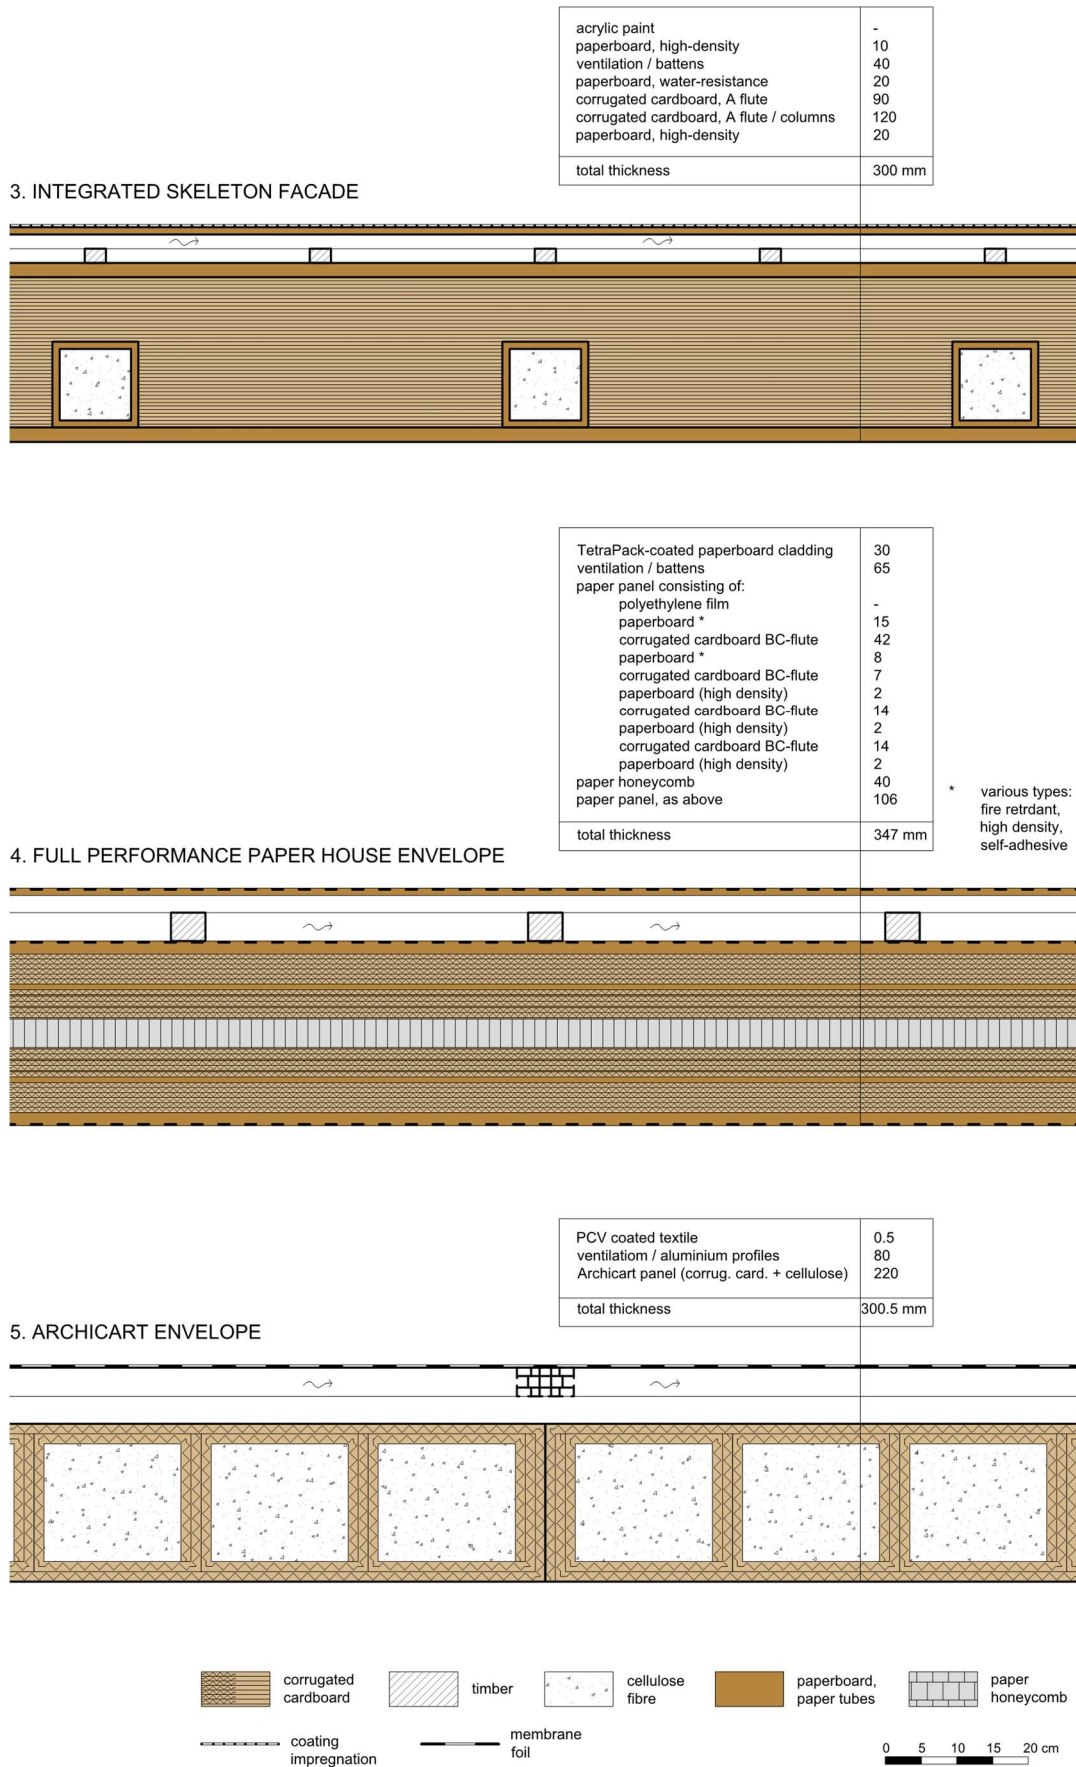 acrylic paint -
paperboard, high-density 10
ventilation / battens 40
paperboard, water-resistance 20
corrugated cardboard, A flute 90
corrugated cardboard, A flute / columns 120
paperboard, high-density 20
total thickness 300 mm
3. INTEGRATED SKELETON FACADE
TetraPack-coated paperboard cladding 30
ventilation / battens 65
paper panel consisting of:
polyethylene film -
paperboard * 15
corrugated cardboard BC-flute 42
paperboard * 8
corrugated cardboard BC-flute 7
paperboard (high density) 2
corrugated cardboard BC-flute 14
paperboard (high density) 2
corrugated cardboard BC-flute 14
paperboard (high density) 2
paper honeycomb 40
paper panel, as above 106
total thickness 347 mm
* various types:
fire retrdant,
high density,
self-adhesive
4. FULL PERFORMANCE PAPER HOUSE ENVELOPE
PCV coated textile 0.5
ventilatiom / aluminium profiles 80
Archicart panel (corrug. card. + cellulose) 220
total thickness 300.5 mm
5. ARCHICART ENVELOPE
corrugated
cardboard
timber
cellulose
fibre
paperboard,
paper tubes
paper
honeycomb
coating
impregnation
membrane
foil
0 5 10 15 20 cm